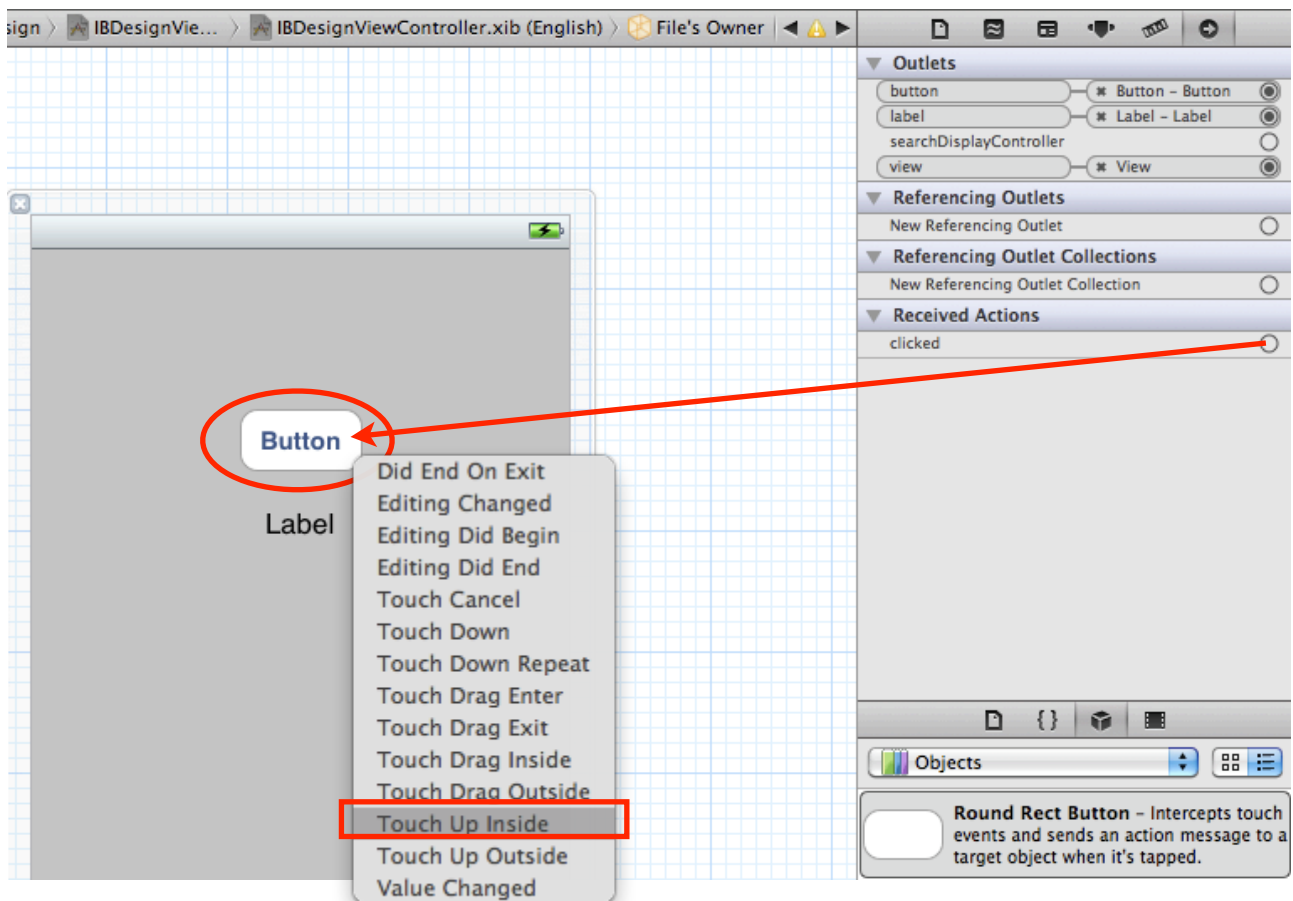 sign > IBDesignVie... > IBDesignViewController.xib (English) > File's Owner
Button
Label
Did End On Exit
Editing Changed
Editing Did Begin
Editing Did End
Touch Cancel
Touch Down
Touch Down Repeat
Touch Drag Enter
Touch Drag Exit
Touch Drag Inside
Touch Drag Outside
Touch Up Inside
Touch Up Outside
Value Changed
Outlets
button Button – Button
label Label – Label
searchDisplayController
view View
Referencing Outlets
New Referencing Outlet
Referencing Outlet Collections
New Referencing Outlet Collection
Received Actions
clicked
{ }
Objects
Round Rect Button – Intercepts touch
events and sends an action message to a
target object when it's tapped.